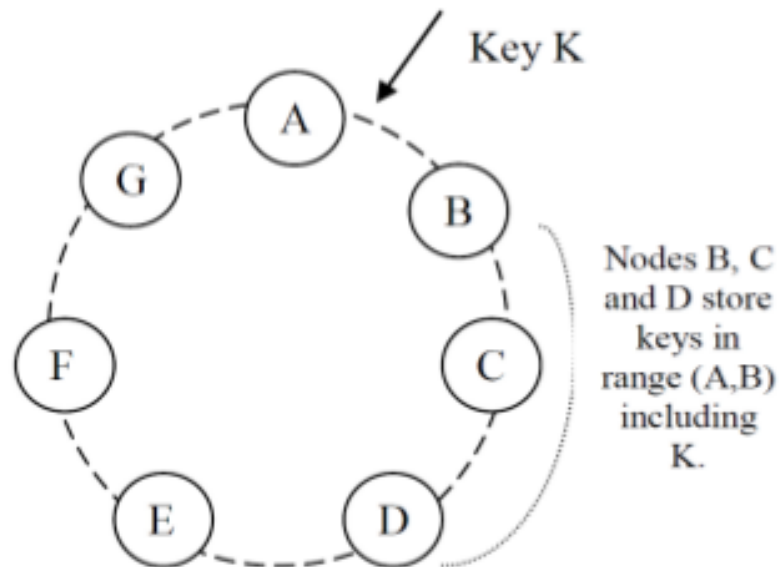 Key K
A
G
B
Nodes B, C
and D store
keys in
range (A,B)
including
K.
F
C
E
D